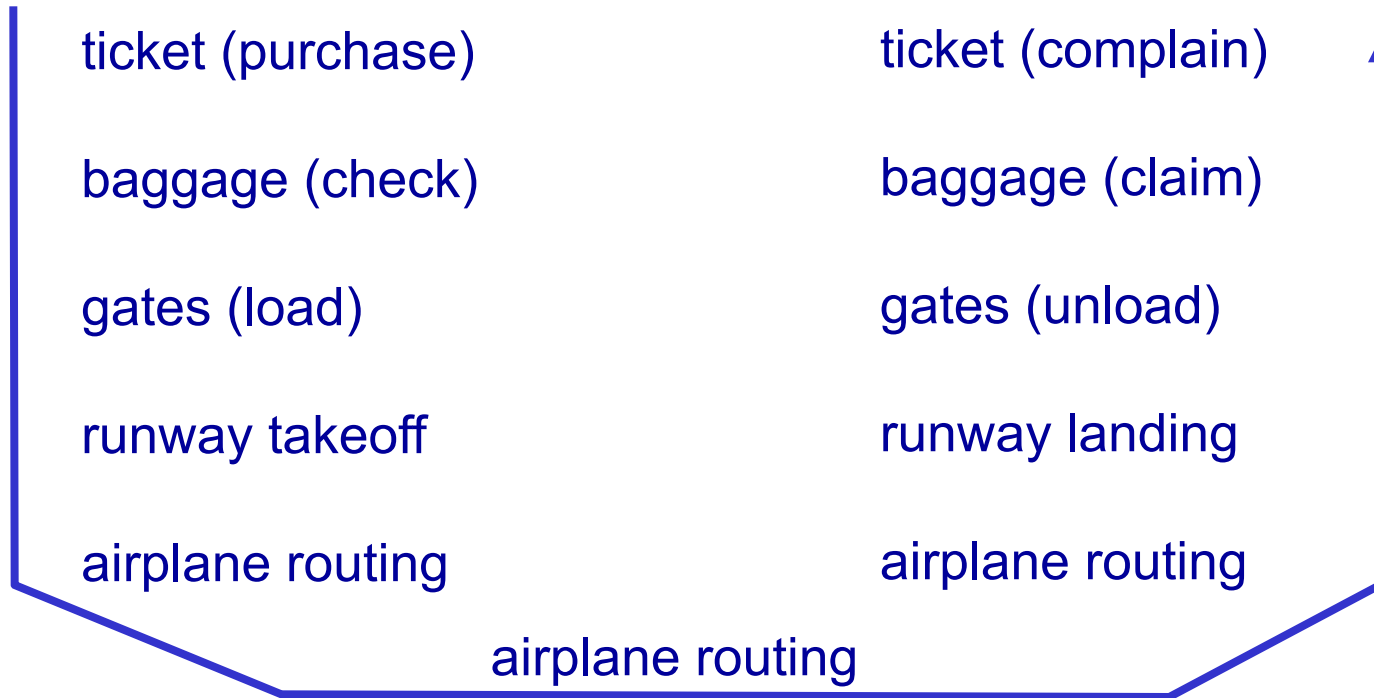 ticket (purchase)
ticket (complain)
baggage (check)
baggage (claim)
gates (load)
gates (unload)
runway takeoff
runway landing
airplane routing
airplane routing
airplane routing